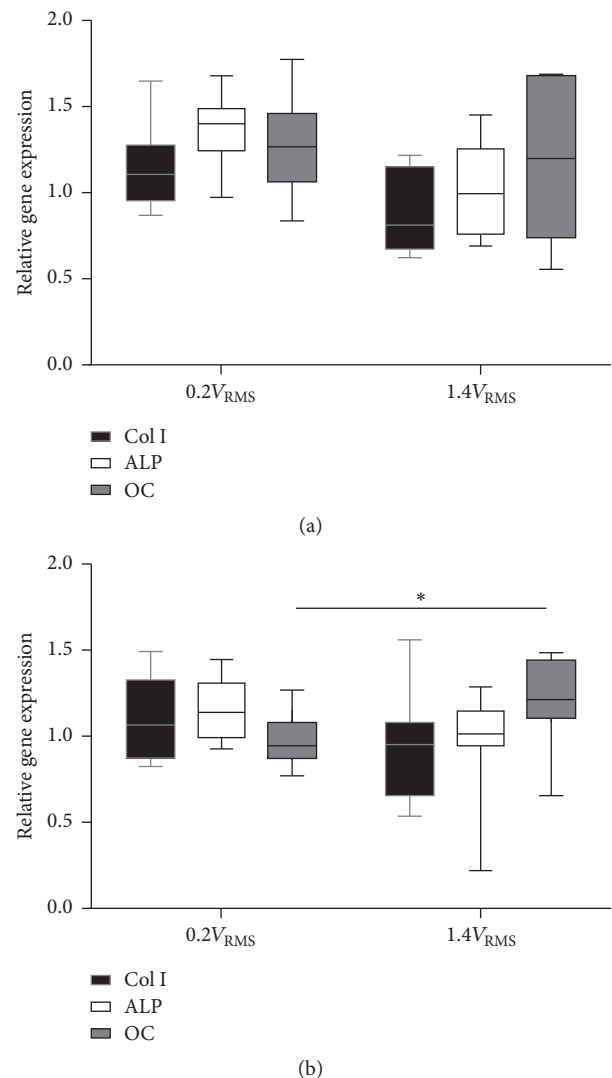 2.0
1.5
1.0
0.5
0.0
Relative gene expression
0.2VRMS 1.4VRMS
Col I
ALP
OC
(a)
2.0
1.5
1.0
0.5
0.0
Relative gene expression
*
0.2VRMS 1.4VRMS
Col I
ALP
OC
(b)